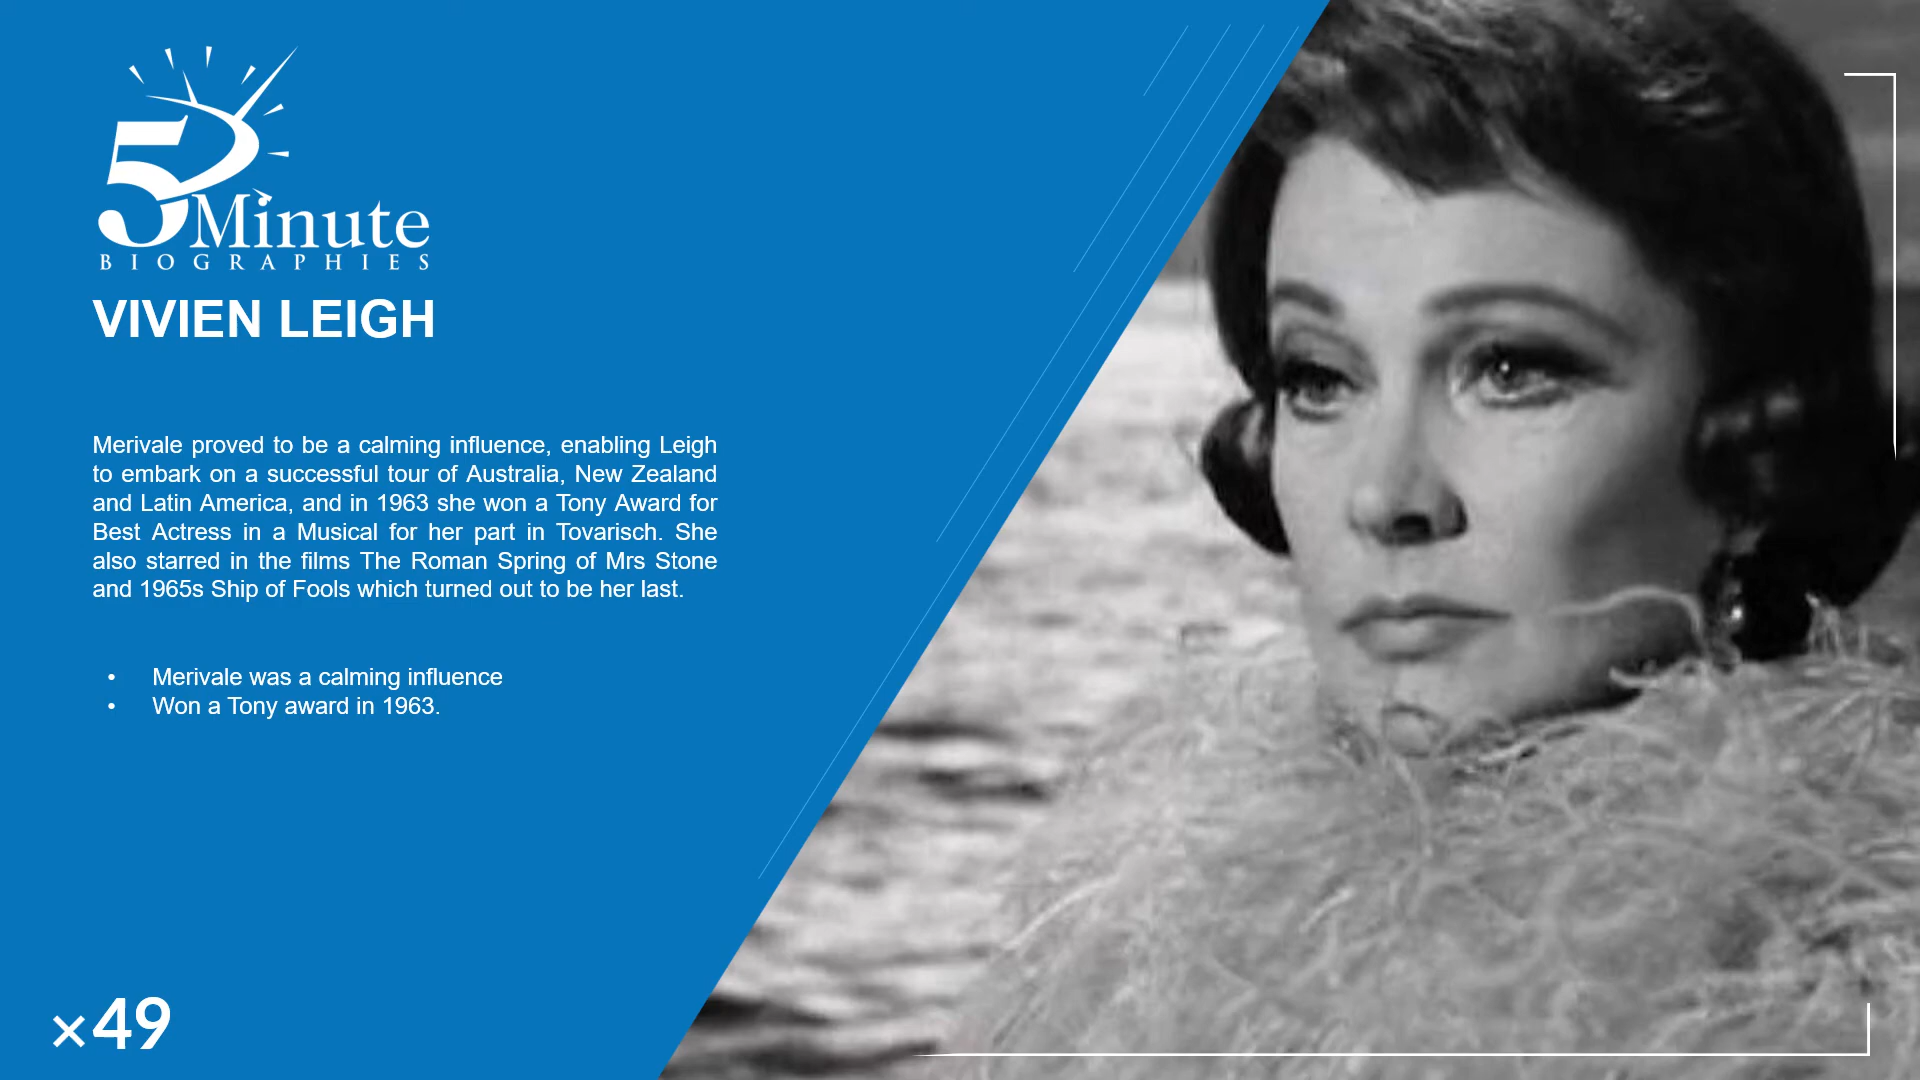 5 Minute
BIOGRAPHIES
VIVIEN LEIGH
Merivale proved to be a calming influence, enabling Leigh
to embark on a successful tour of Australia, New Zealand
and Latin America, and in 1963 she won a Tony Award for
Best Actress in a Musical for her part in Tovarisch. She
also starred in the films The Roman Spring of Mrs Stone
and 1965s Ship of Fools which turned out to be her last.
• Merivale was a calming influence
• Won a Tony award in 1963.
×49